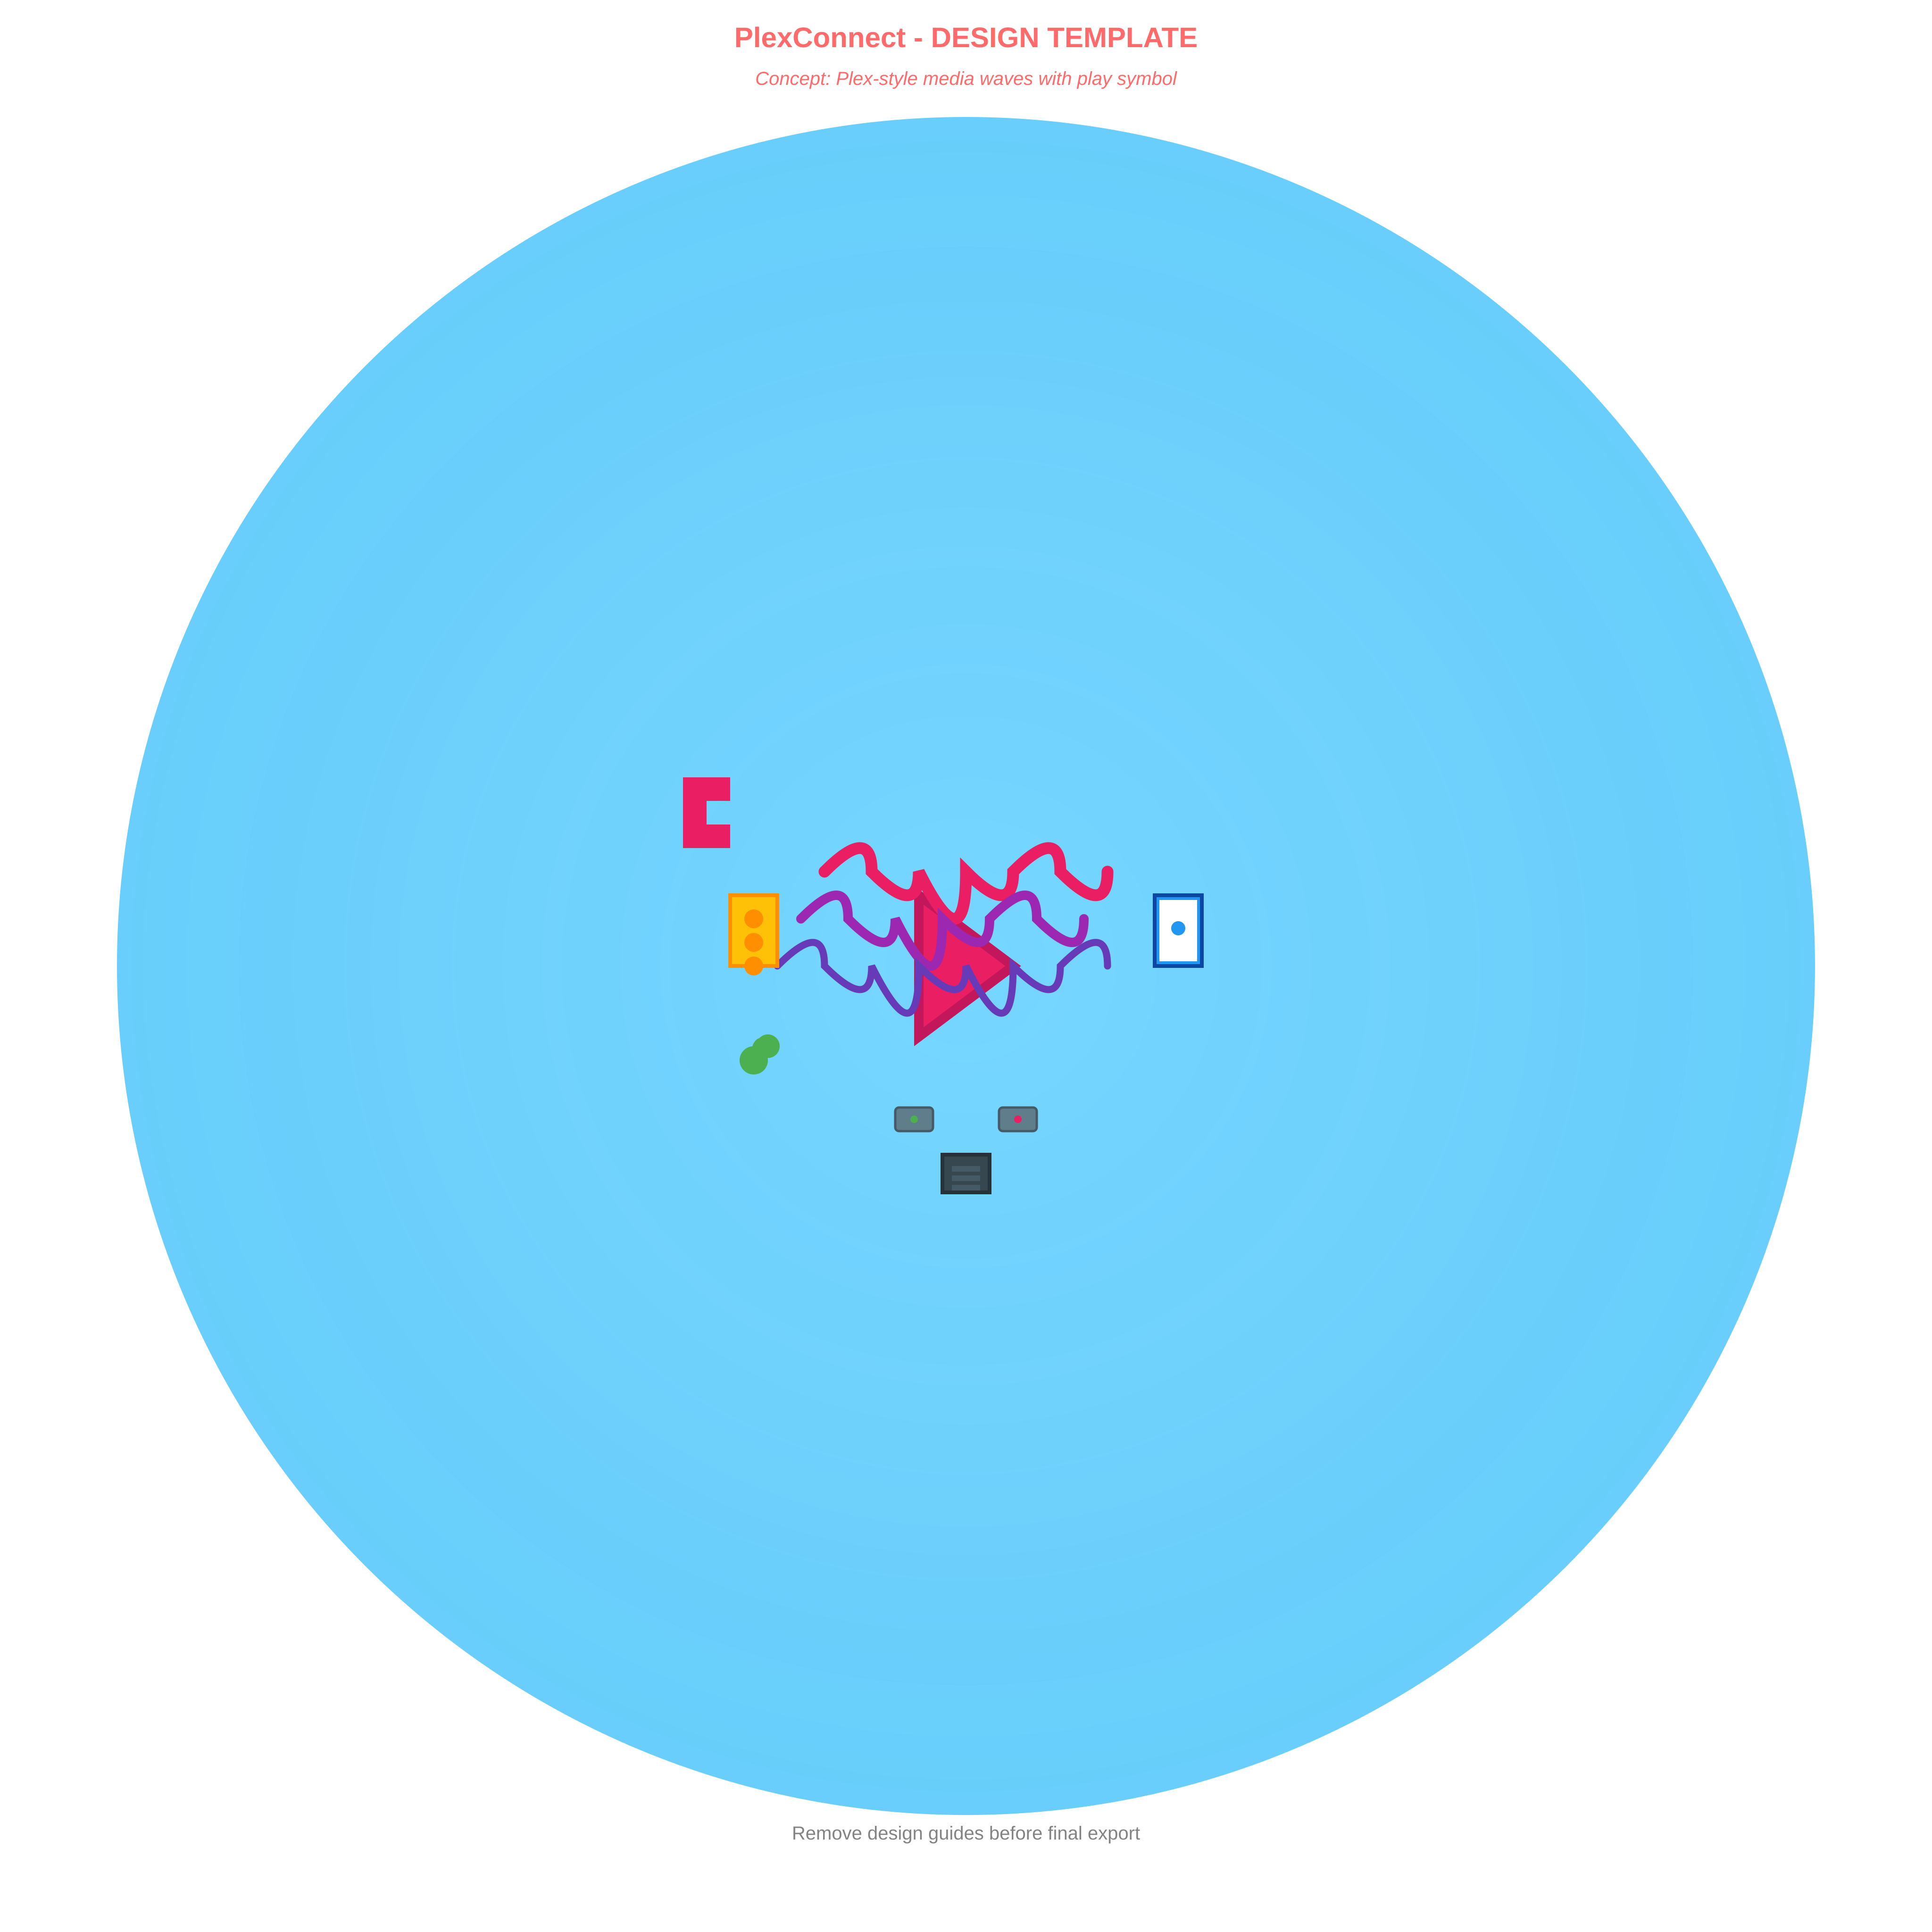 PlexConnect - DESIGN TEMPLATE
Concept: Plex-style media waves with play symbol
Remove design guides before final export